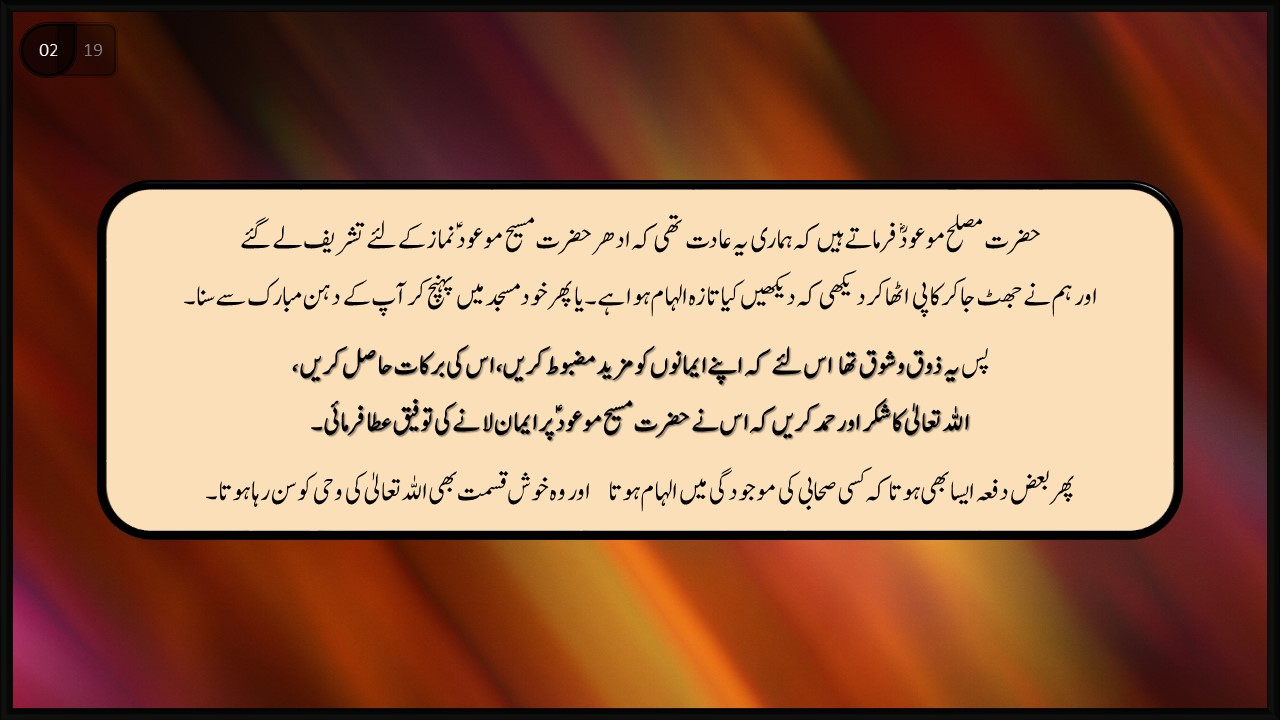 02 19
حضرت مصلح موعودؓ فرماتے ہیں کہ ہماری یہ عادت تھی کہ ادھر حضرت مسیح موعودؑ نماز کے لئے تشریف لے گئے
اور ہم نے جھٹ جا کر کاپی اٹھا کر دیکھی کہ دیکھیں کیا تازہ الہام ہوا ہے۔ یا پھر خود مسجد میں پہنچ کر آپ کے دہن مبارک سے سنا۔
پس یہ ذوق و شوق تھا اس لئے کہ اپنے ایمانوں کو مزید مضبوط کریں، اس کی برکات حاصل کریں،
اللہ تعالیٰ کا شکر اور حمد کریں کہ اس نے حضرت مسیح موعودؑ پر ایمان لانے کی توفیق عطا فرمائی۔
پھر بعض دفعہ ایسا بھی ہوتا کہ کسی صحابی کی موجودگی میں الہام ہوتا اور وہ خوش قسمت بھی اللہ تعالیٰ کی وحی کو سن رہا ہوتا۔